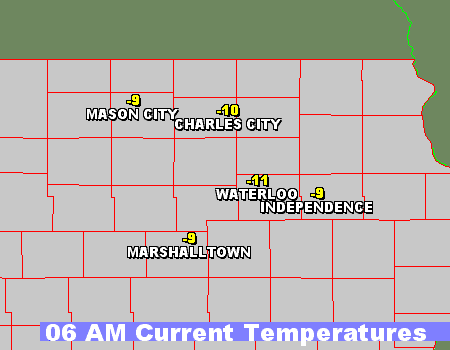 -9
MASON CITY
-10
CHARLES CITY
-11
WATERLOO
-9
INDEPENDENCE
-9
MARSHALLTOWN
06 AM Current Temperatures